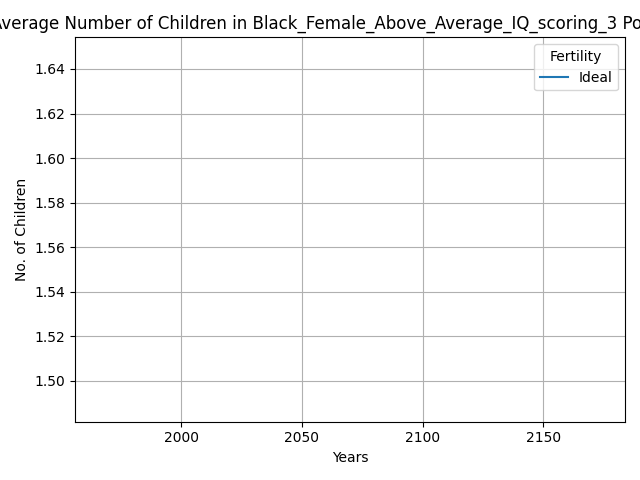 Average Number of Children in Black_Female_Above_Average_IQ_scoring_3 Po
Fertility
Ideal
1.64
1.62
1.60
1.58
1.56
1.54
1.52
1.50
No. of Children
2000 2050 2100 2150
Years